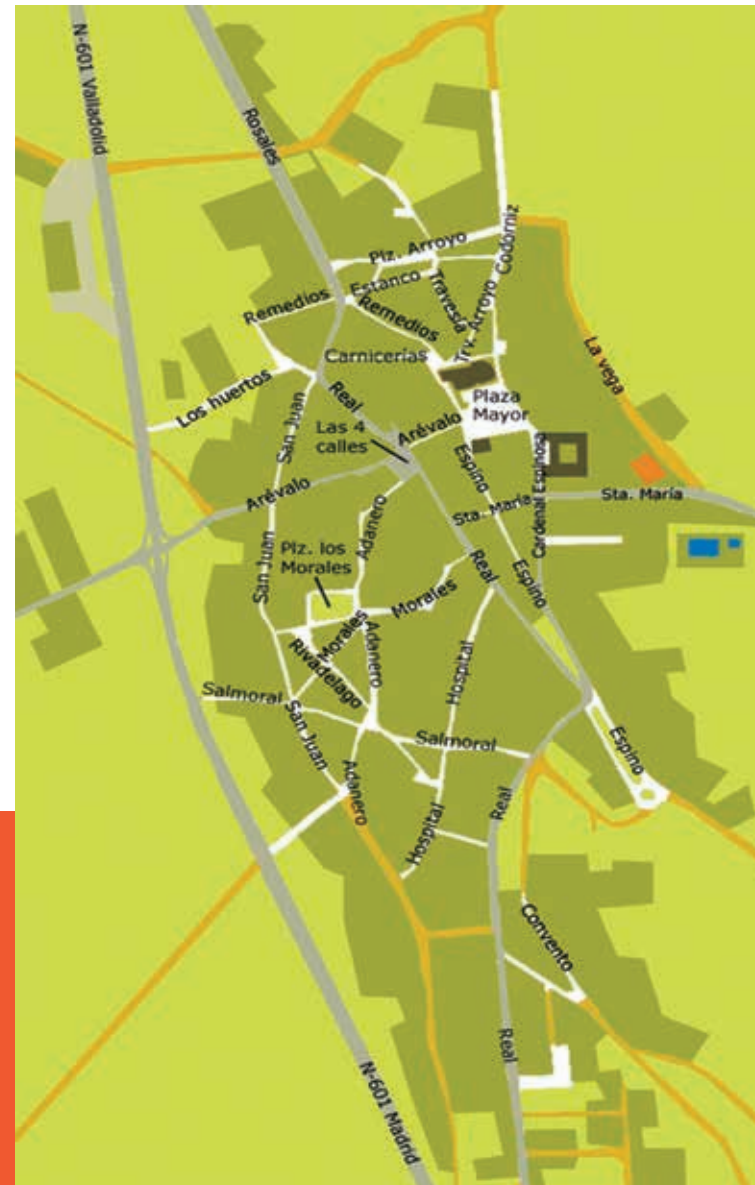 N-601 Valladolid
Rosales
Plz. Arroyo
Codorniz
Estanco
Travesía
Remedios
Remedios
Trv. Arroyo
Carnicerías
La vega
Los huertos
Real
Plaza
Mayor
San Juan
Las 4
calles
Arévalo
Espino
Cardenal Espinosa
Arévalo
Sta. María
Sta. María
Adanero
San Juan
Plz. los
Morales
Real
Espino
Morales
Morales
Adanero
Rivadelago
Hospital
Salmoral
San Juan
Salmoral
Espino
Adanero
Real
Hospital
Convento
Real
N-601 Madrid